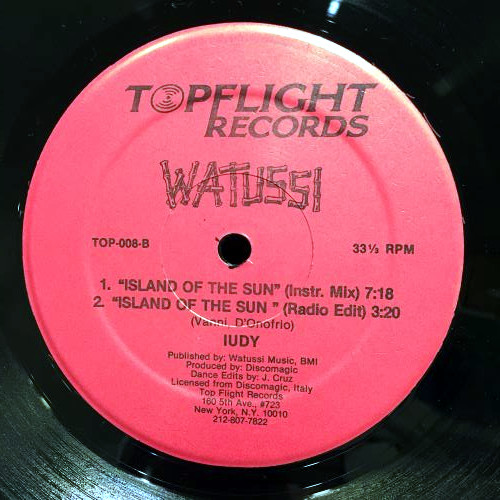 TOPFLIGHT
RECORDS
WATUSSI
TOP-008-B
33⅓ RPM
1. "ISLAND OF THE SUN" (Instr. Mix) 7:18
2. "ISLAND OF THE SUN " (Radio Edit) 3:20
(Vanni, D'Onofrio)
IUDY
Published by: Watussi Music, BMI
Produced by: Discomagic
Dance Edits by: J. Cruz
Licensed from Discomagic, Italy
Top Flight Records
160 5th Ave., #723
New York, N.Y. 10010
212-807-7822